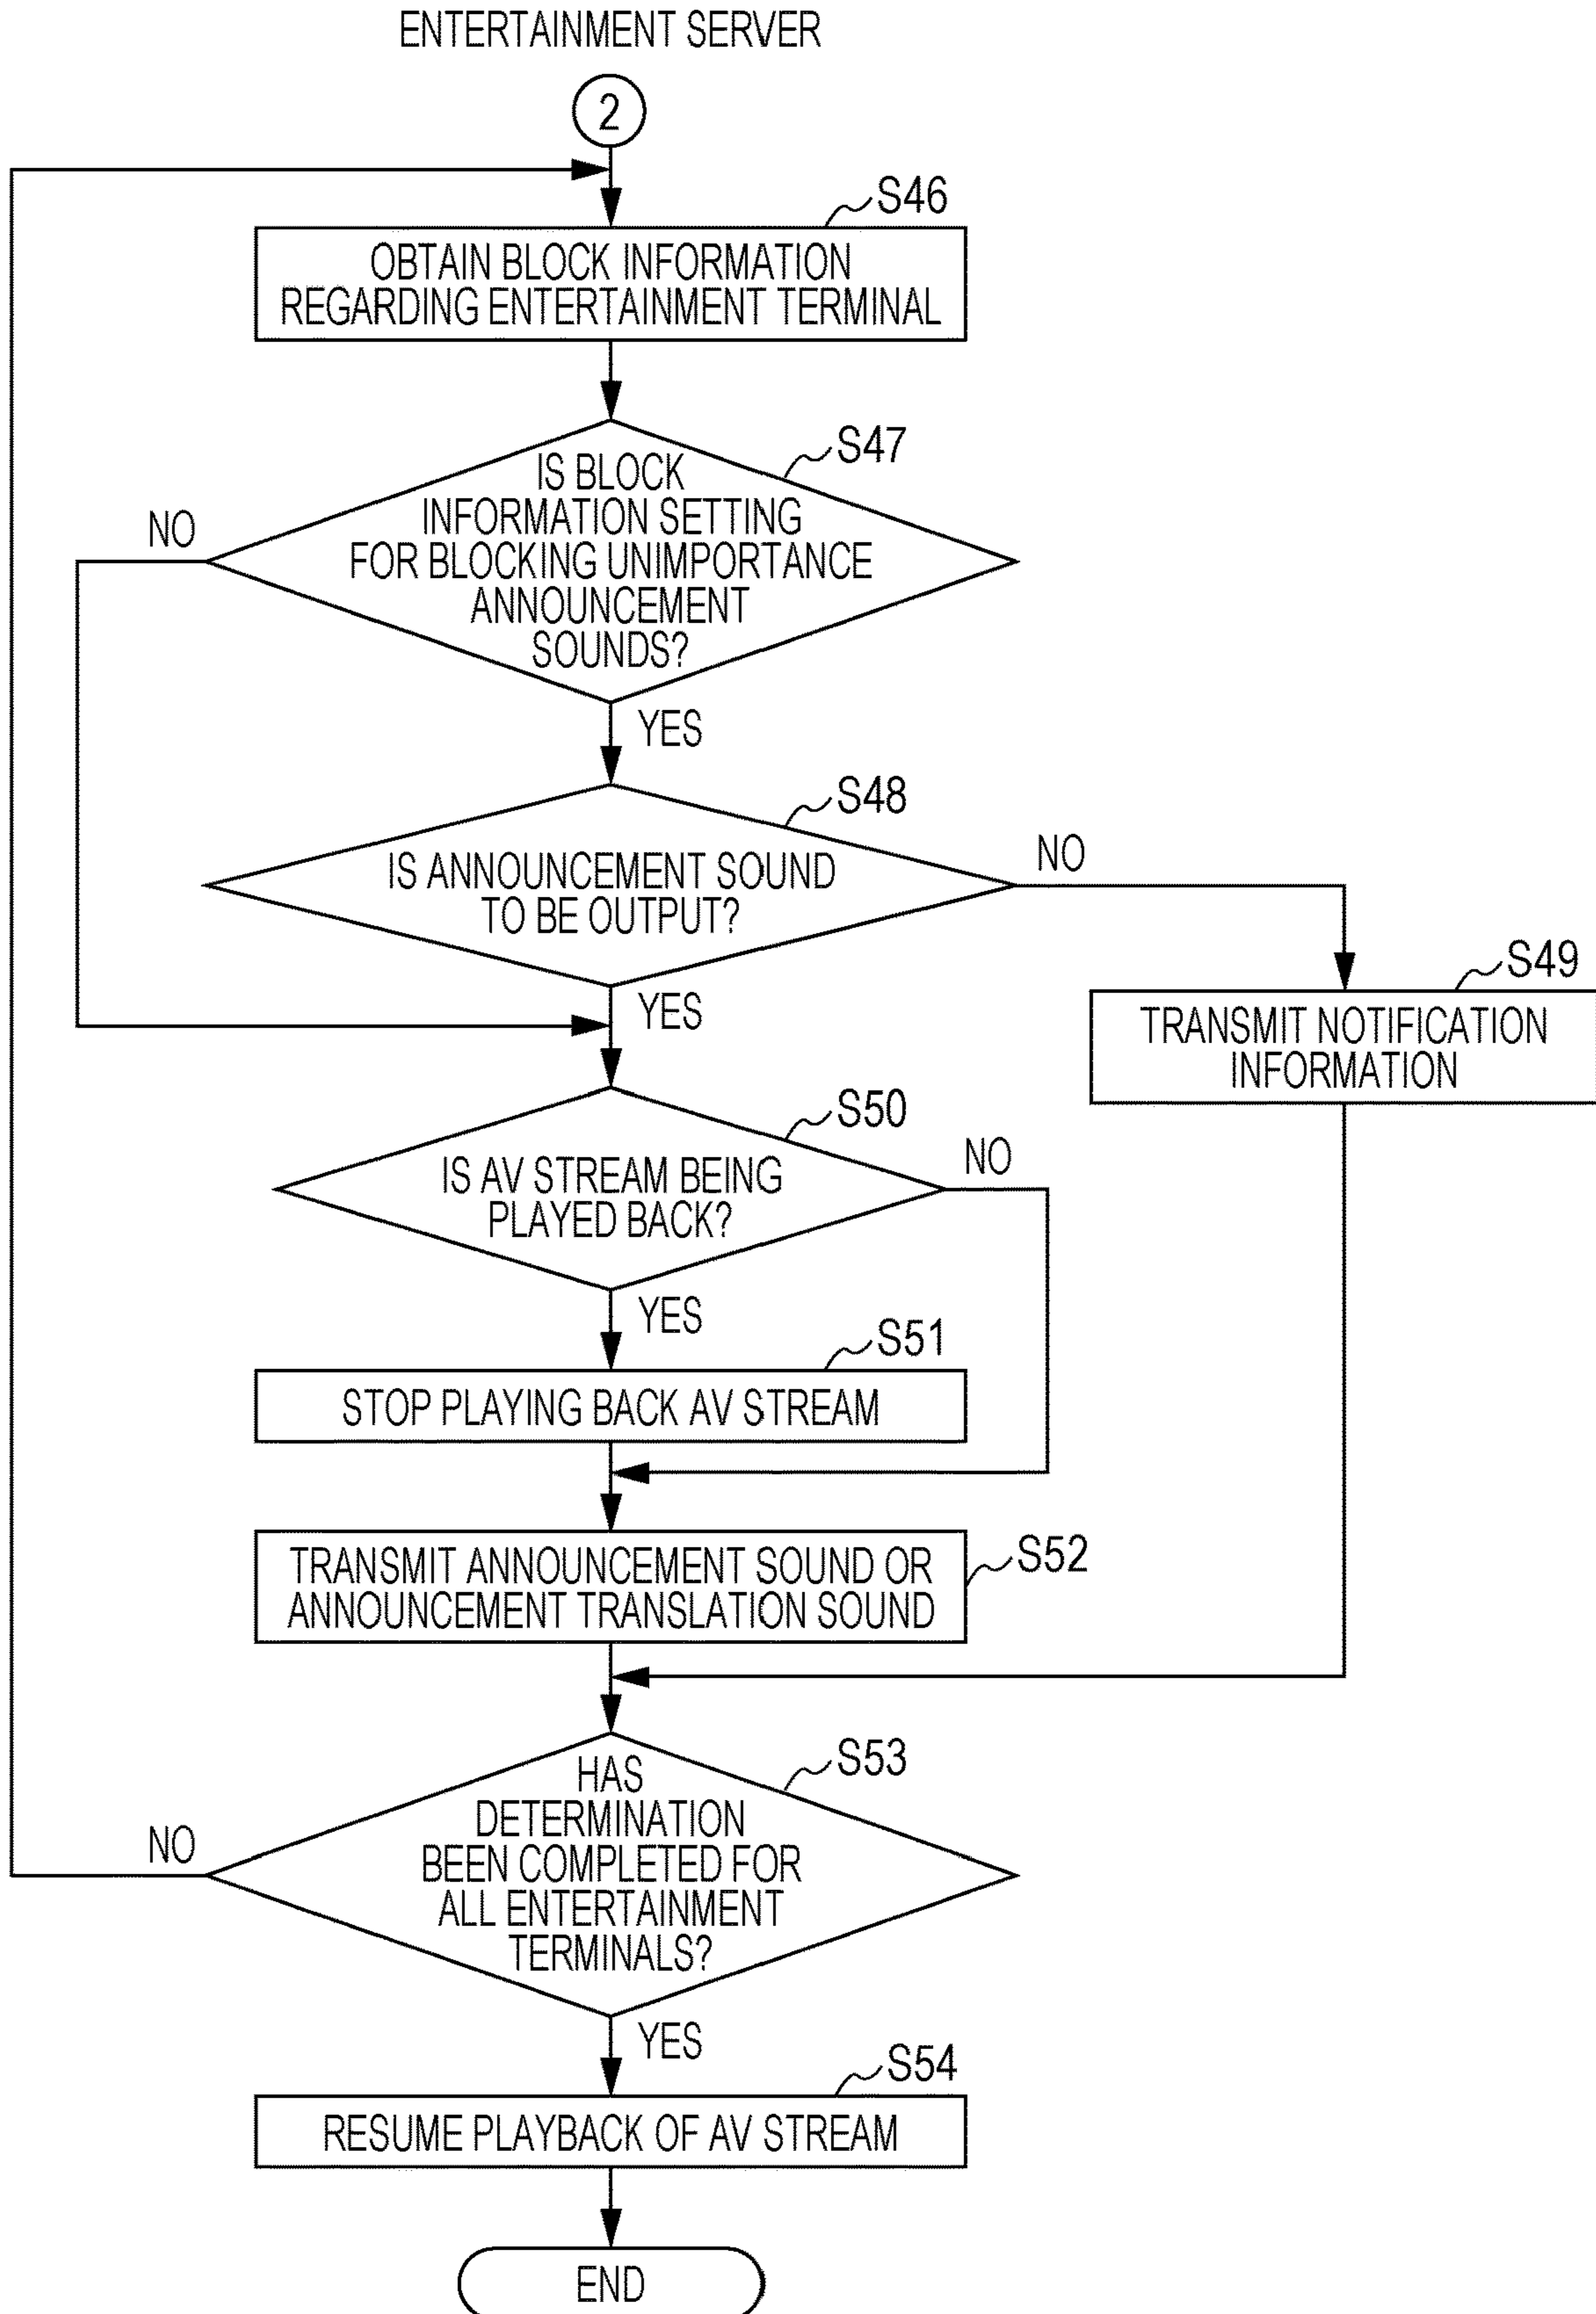 ENTERTAINMENT SERVER
2
S46
OBTAIN BLOCK INFORMATION
REGARDING ENTERTAINMENT TERMINAL
S47
IS BLOCK
INFORMATION SETTING
FOR BLOCKING UNIMPORTANCE
ANNOUNCEMENT
SOUNDS?
NO
YES
S48
IS ANNOUNCEMENT SOUND
TO BE OUTPUT?
NO
YES
S49
TRANSMIT NOTIFICATION
INFORMATION
S50
IS AV STREAM BEING
PLAYED BACK?
NO
YES
S51
STOP PLAYING BACK AV STREAM
S52
TRANSMIT ANNOUNCEMENT SOUND OR
ANNOUNCEMENT TRANSLATION SOUND
S53
HAS
DETERMINATION
BEEN COMPLETED FOR
ALL ENTERTAINMENT
TERMINALS?
NO
YES
S54
RESUME PLAYBACK OF AV STREAM
END